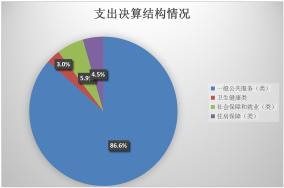 支出决算结构情况
3.0%
5.9%
4.5%
86.6%
一般公共服务（类）
卫生健康类
社会保障和就业（类）
住房保障（类）